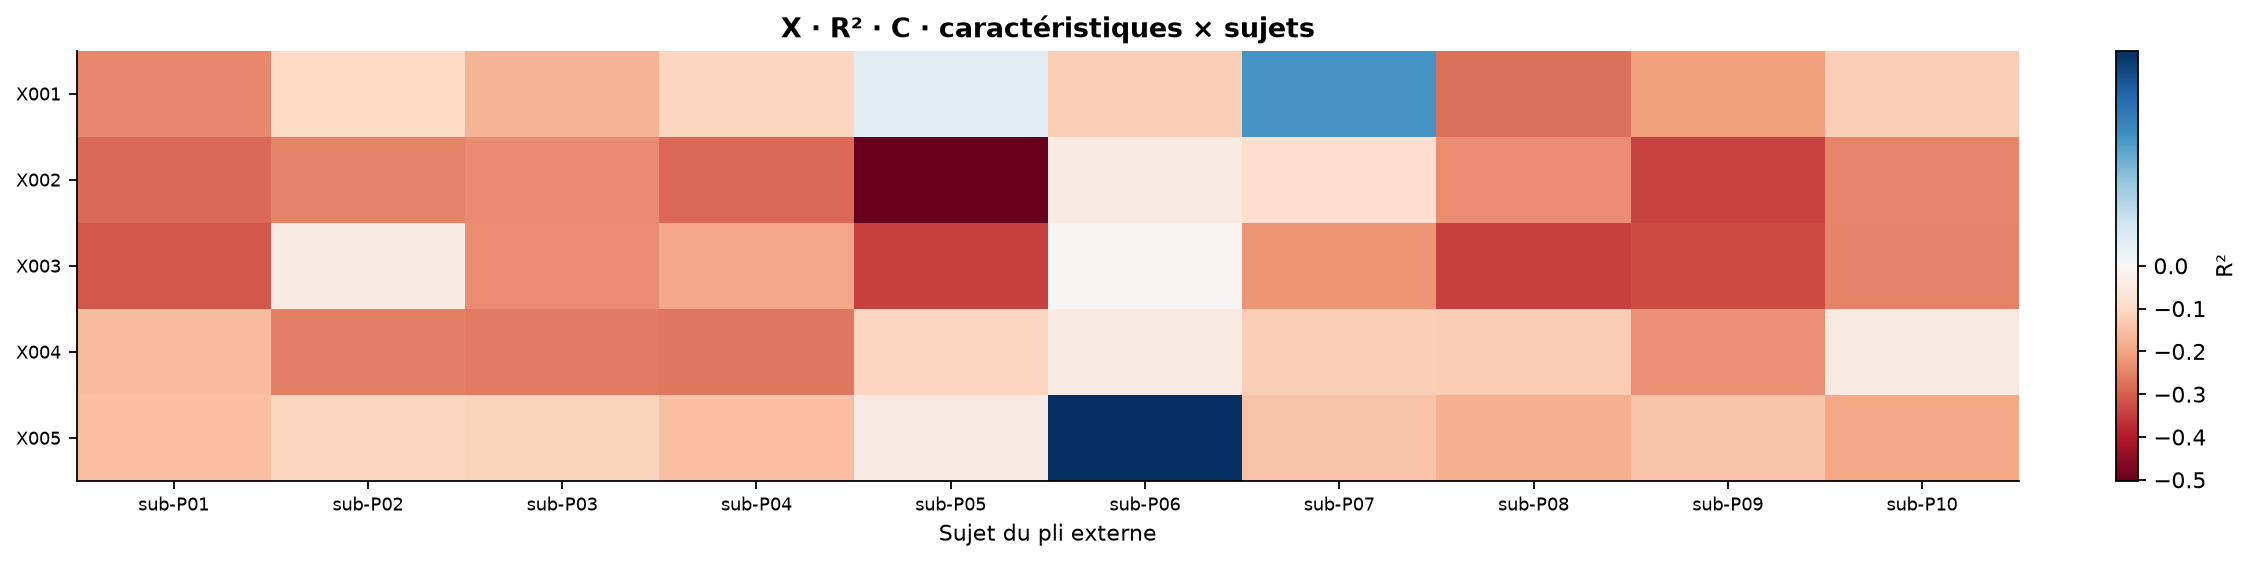 X · R² · C · caractéristiques × sujets
X001
X002
X003
X004
X005
sub-P01 sub-P02 sub-P03 sub-P04 sub-P05 sub-P06 sub-P07 sub-P08 sub-P09 sub-P10
Sujet du pli externe
0.0
−0.1
−0.2
−0.3
−0.4
−0.5
R²